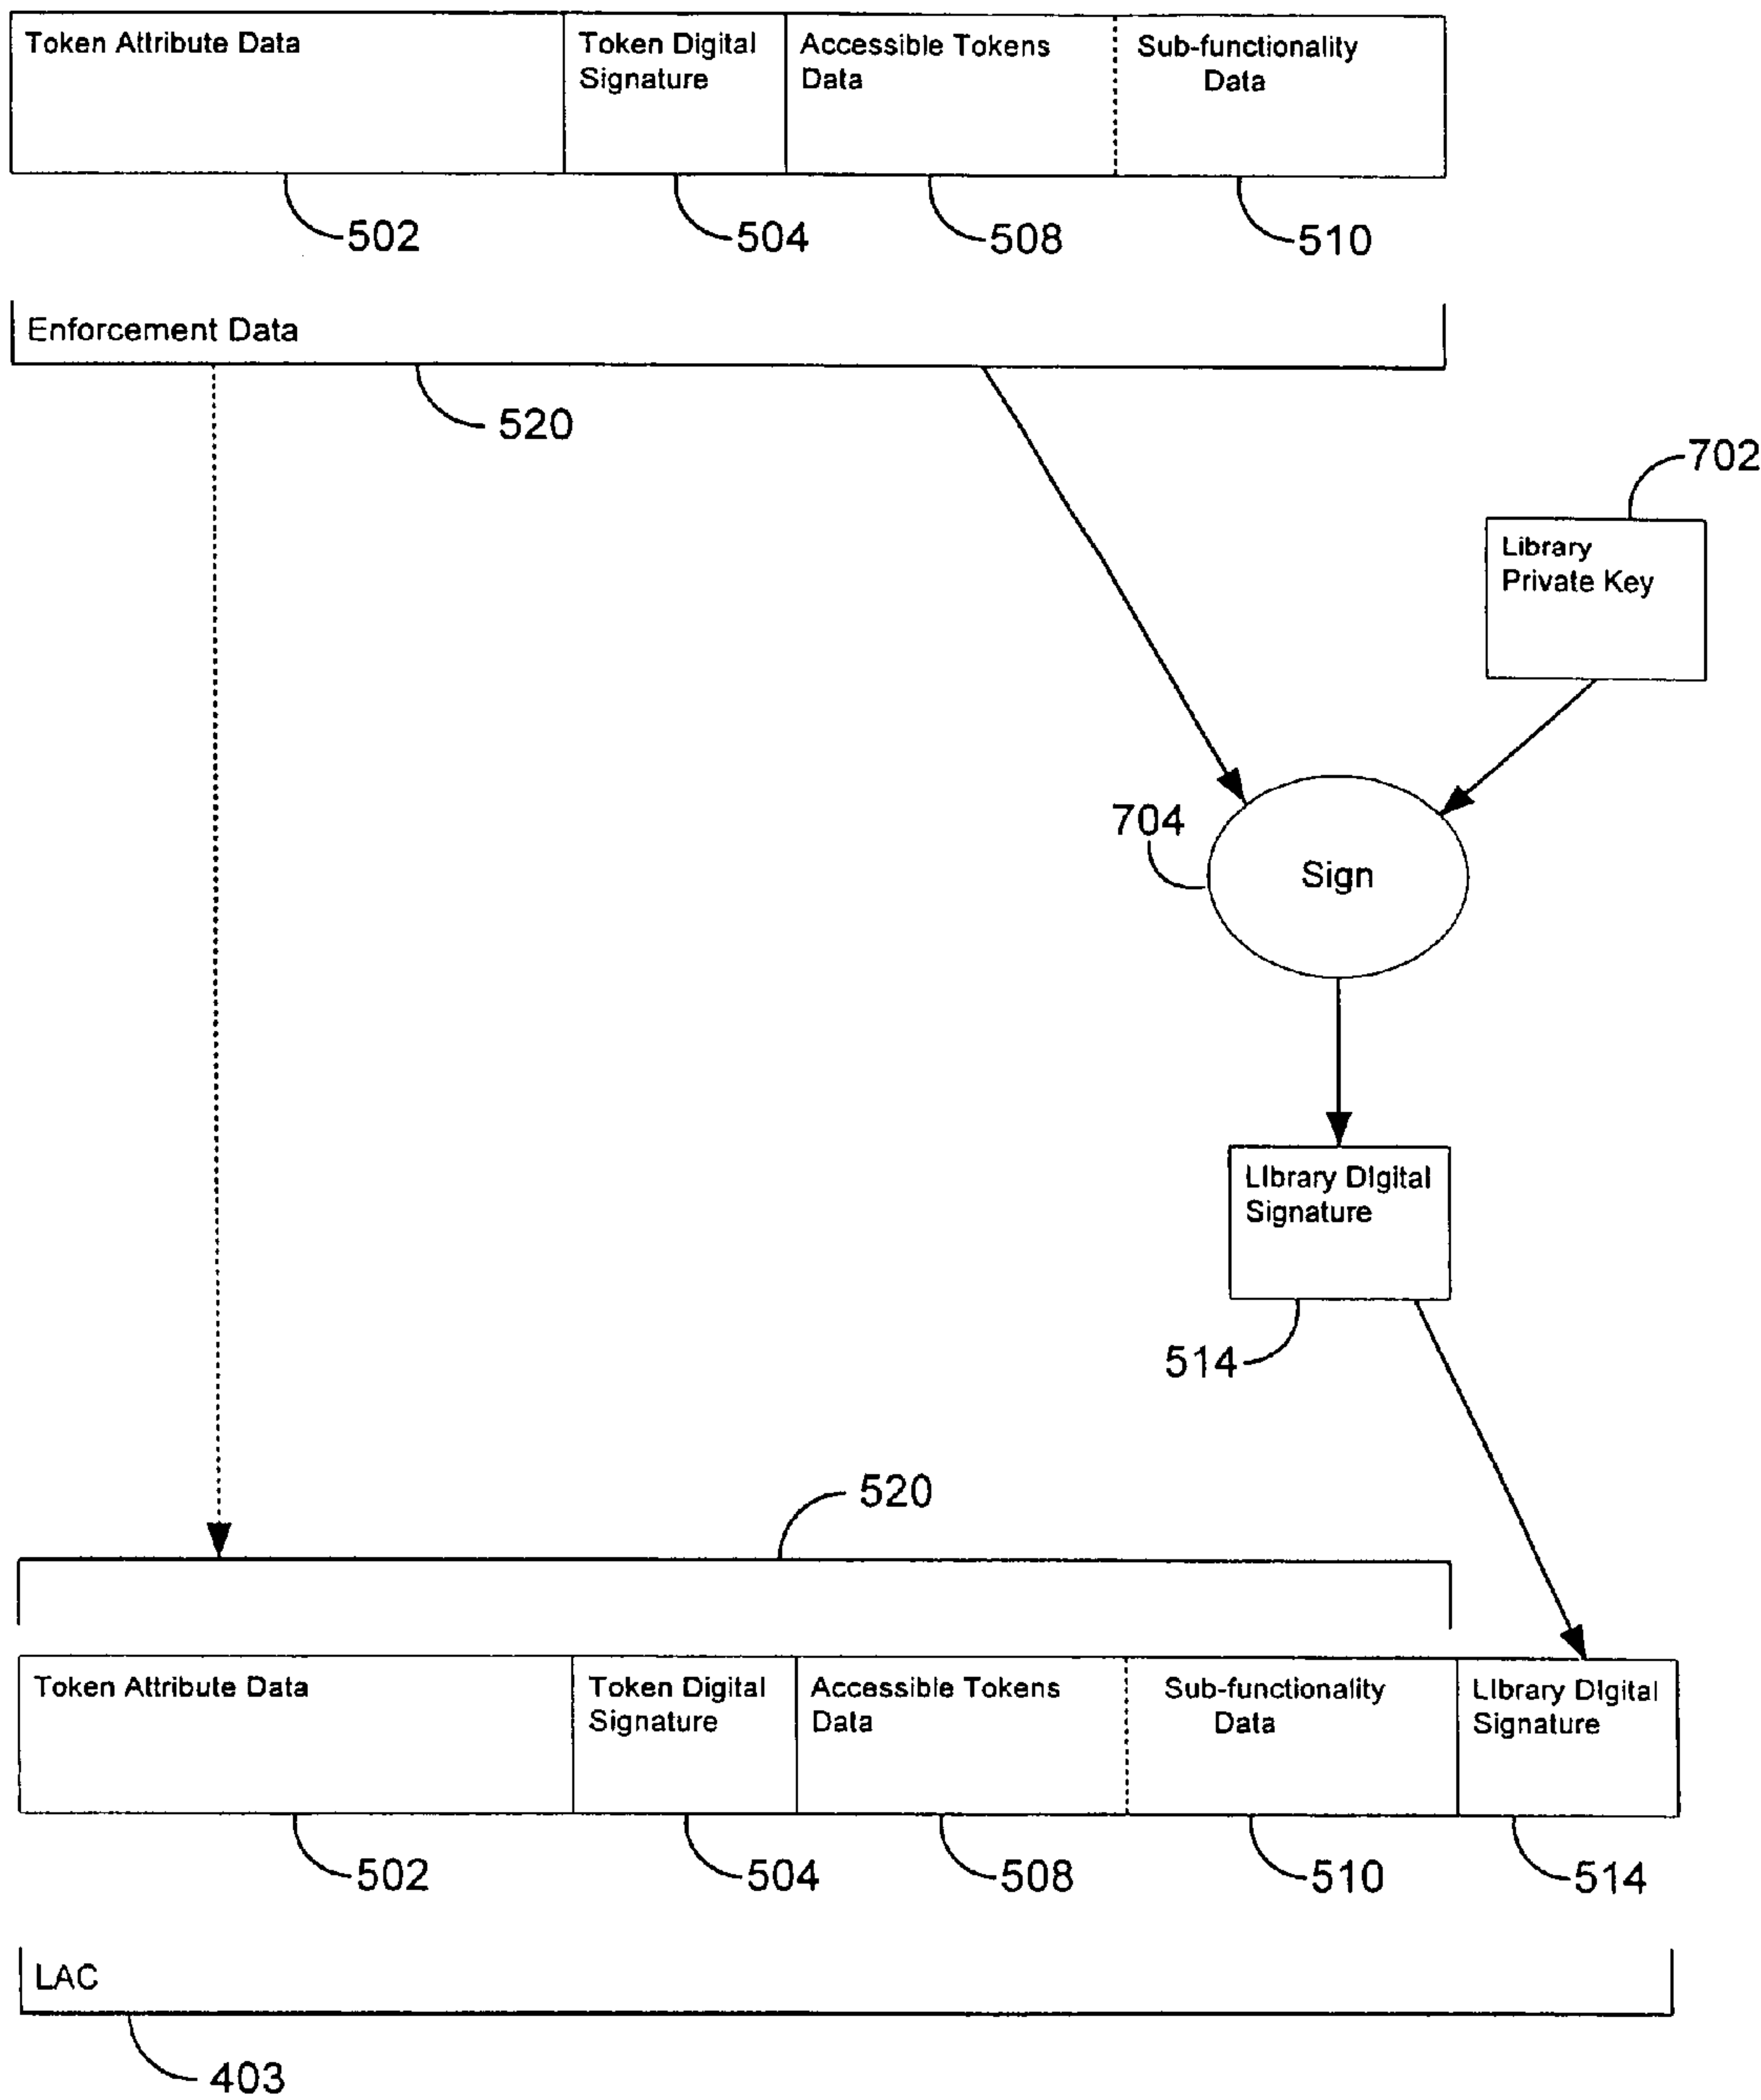 Token Attribute Data
Token Digital
Signature
Accessible Tokens
Data
Sub-functionality
Data
502
504
508
510
Enforcement Data
520
702
Library
Private Key
704
Sign
Library Digital
Signature
514
520
Token Attribute Data
Token Digital
Signature
Accessible Tokens
Data
Sub-functionality
Data
Library Digital
Signature
502
504
508
510
514
LAC
403